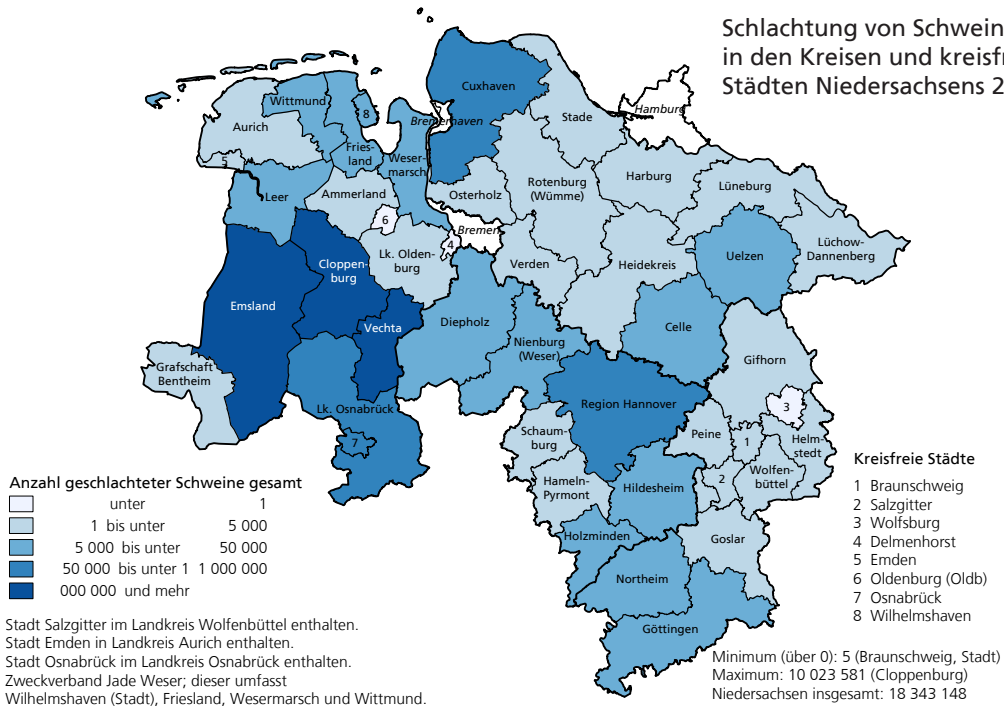 Schlachtung von Schwein
in den Kreisen und kreisfr
Städten Niedersachsens 2
Cuxhaven
Wittmund
8
Bremerhaven
Hamburg
Stade
Aurich
5
Fries-
land
Weser-
marsch
Leer
Ammerland
Osterholz
Rotenburg
(Wümme)
Harburg
Lüneburg
6
Bremen
4
Lk. Olden-
burg
Verden
Heidekreis
Uelzen
Lüchow-
Dannenberg
Cloppen-
burg
Emsland
Vechta
Diepholz
Nienburg
(Weser)
Celle
Gifhorn
Grafschaft
Bentheim
Lk. Osnabrück
7
Region Hannover
3
Schaum-
burg
Peine
1
Helm-
stedt
Hameln-
Pyrmont
Hildesheim
2
Wolfen-
büttel
Holzminden
Goslar
Northeim
Göttingen
Anzahl geschlachteter Schweine gesamt
unter 1
1 bis unter 5 000
5 000 bis unter 50 000
50 000 bis unter 1 1 000 000
000 000 und mehr
Stadt Salzgitter im Landkreis Wolfenbüttel enthalten.
Stadt Emden in Landkreis Aurich enthalten.
Stadt Osnabrück im Landkreis Osnabrück enthalten.
Zweckverband Jade Weser; dieser umfasst
Wilhelmshaven (Stadt), Friesland, Wesermarsch und Wittmund.
Kreisfreie Städte
1 Braunschweig
2 Salzgitter
3 Wolfsburg
4 Delmenhorst
5 Emden
6 Oldenburg (Oldb)
7 Osnabrück
8 Wilhelmshaven
Minimum (über 0): 5 (Braunschweig, Stadt)
Maximum: 10 023 581 (Cloppenburg)
Niedersachsen insgesamt: 18 343 148